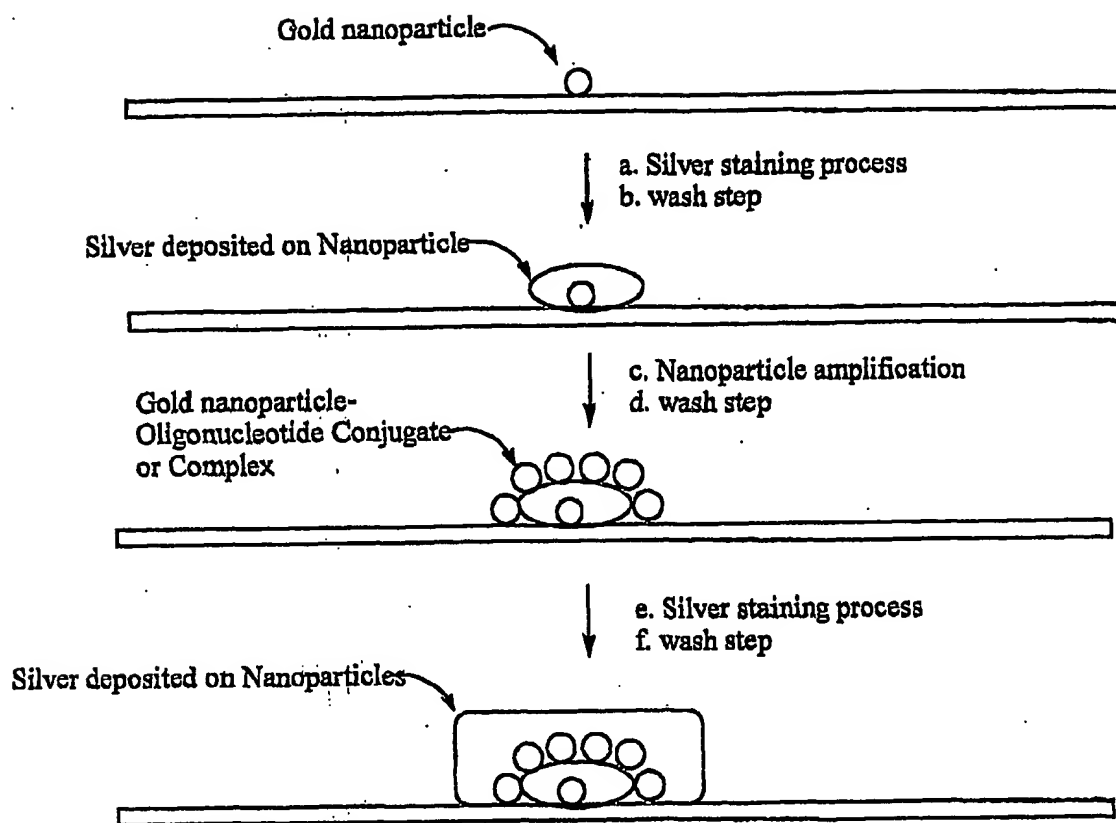 Gold nanoparticle
a. Silver staining process
b. wash step
Silver deposited on Nanoparticle
c. Nanoparticle amplification
d. wash step
Gold nanoparticle-
Oligonucleotide Conjugate
or Complex
e. Silver staining process
f. wash step
Silver deposited on Nanoparticles